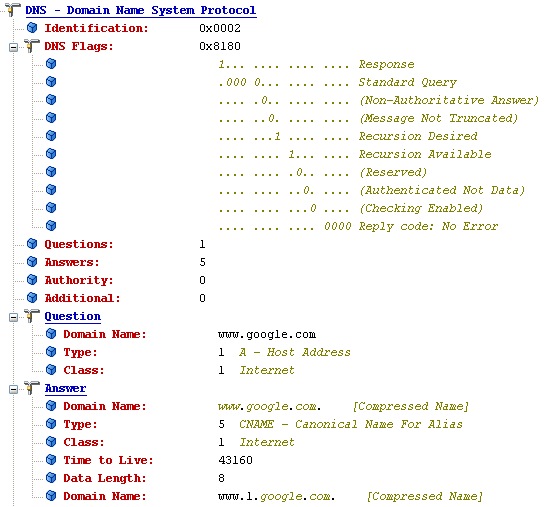 DNS - Domain Name System Protocol
Identification: 0x0002
DNS Flags: 0x8180
1... .... .... .... Response
.000 0... .... .... Standard Query
.... .0.. .... .... (Non-Authoritative Answer)
.... ..0. .... .... (Message Not Truncated)
.... ...1 .... .... Recursion Desired
.... .... 1... .... Recursion Available
.... .... .0.. .... (Reserved)
.... .... ..0. .... (Authenticated Not Data)
.... .... ...0 .... (Checking Enabled)
.... .... .... 0000 Reply code: No Error
Questions: 1
Answers: 5
Authority: 0
Additional: 0
Question
Domain Name: www.google.com
Type: 1 A - Host Address
Class: 1 Internet
Answer
Domain Name: www.google.com. [Compressed Name]
Type: 5 CNAME - Canonical Name For Alias
Class: 1 Internet
Time to Live: 43160
Data Length: 8
Domain Name: www.l.google.com. [Compressed Name]